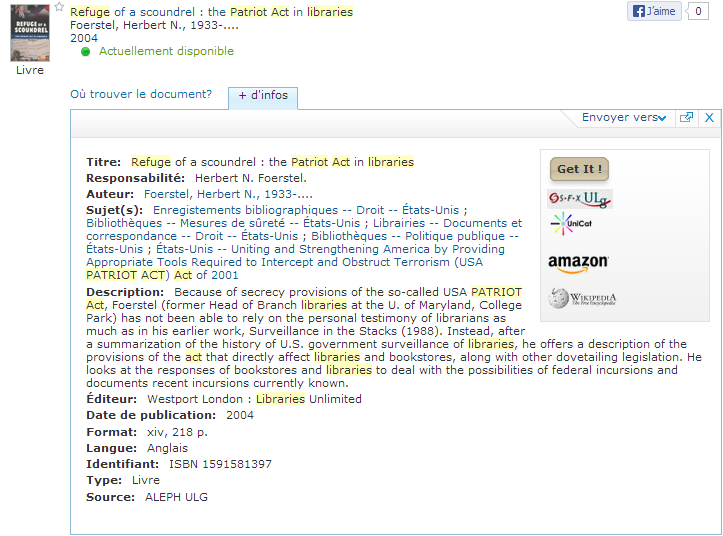 Refuge of a scoundrel : the Patriot Act in libraries
J'aime 0
REFUGE OF A
SCOUNDREL
Foerstel, Herbert N., 1933-....
2004
Actuellement disponible
Livre
Où trouver le document?
+ d'infos
Envoyer vers
X
Titre: Refuge of a scoundrel : the Patriot Act in libraries
Responsabilité: Herbert N. Foerstel.
Auteur: Foerstel, Herbert N., 1933-....
Sujet(s): Enregistements bibliographiques -- Droit -- États-Unis ;
Bibliothèques -- Mesures de sûreté -- États-Unis ; Librairies -- Documents et
correspondance -- Droit -- États-Unis ; Bibliothèques -- Politique publique --
États-Unis ; États-Unis -- Uniting and Strengthening America by Providing
Appropriate Tools Required to Intercept and Obstruct Terrorism (USA
PATRIOT ACT) Act of 2001
Description: Because of secrecy provisions of the so-called USA PATRIOT
Act, Foerstel (former Head of Branch libraries at the U. of Maryland, College
Park) has not been able to rely on the personal testimony of librarians as
much as in his earlier work, Surveillance in the Stacks (1988). Instead, after
a summarization of the history of U.S. government surveillance of libraries, he offers a description of the
provisions of the act that directly affect libraries and bookstores, along with other dovetailing legislation. He
looks at the responses of bookstores and libraries to deal with the possibilities of federal incursions and
documents recent incursions currently known.
Éditeur: Westport London : Libraries Unlimited
Date de publication: 2004
Format: xiv, 218 p.
Langue: Anglais
Identifiant: ISBN 1591581397
Type: Livre
Source: ALEPH ULG
Get It !
S·F·X ULg
UniCat
amazon
WIKIPEDIA
The Free Encyclopedia